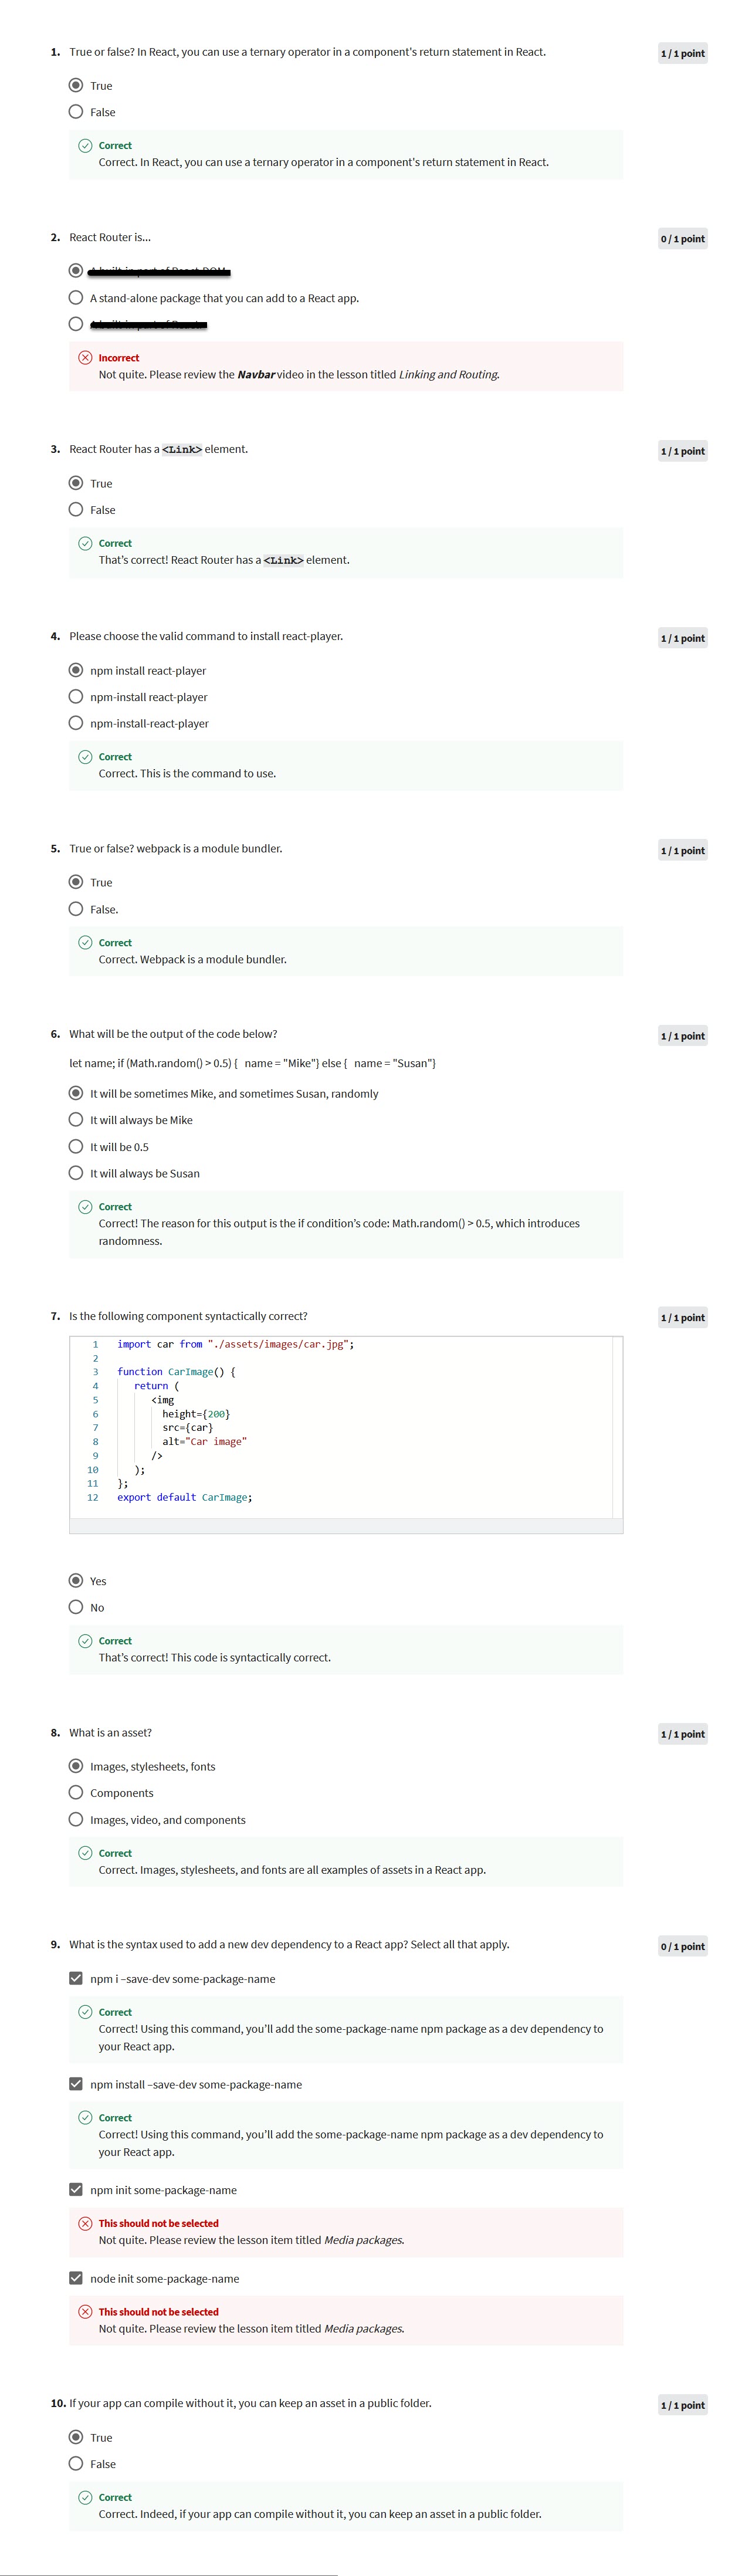 1. True or false? In React, you can use a ternary operator in a component's return statement in React.
1 / 1 point
True
False
Correct
Correct. In React, you can use a ternary operator in a component's return statement in React.
2. React Router is...
0 / 1 point
A stand-alone package that you can add to a React app.
Incorrect
Not quite. Please review the Navbar video in the lesson titled Linking and Routing.
3. React Router has a <Link> element.
1 / 1 point
True
False
Correct
That's correct! React Router has a <Link> element.
4. Please choose the valid command to install react-player.
1 / 1 point
npm install react-player
npm-install react-player
npm-install-react-player
Correct
Correct. This is the command to use.
5. True or false? webpack is a module bundler.
1 / 1 point
True
False.
Correct
Correct. Webpack is a module bundler.
6. What will be the output of the code below?
1 / 1 point
let name; if (Math.random() > 0.5) {   name = "Mike"} else {   name = "Susan"}
It will be sometimes Mike, and sometimes Susan, randomly
It will always be Mike
It will be 0.5
It will always be Susan
Correct
Correct! The reason for this output is the if condition's code: Math.random() > 0.5, which introduces
randomness.
7. Is the following component syntactically correct?
1 / 1 point
1 import car from "./assets/images/car.jpg";
2
3 function CarImage() {
4 return (
5 <img
6 height={200}
7 src={car}
8 alt="Car image"
9 />
10 );
11 };
12 export default CarImage;
Yes
No
Correct
That's correct! This code is syntactically correct.
8. What is an asset?
1 / 1 point
Images, stylesheets, fonts
Components
Images, video, and components
Correct
Correct. Images, stylesheets, and fonts are all examples of assets in a React app.
9. What is the syntax used to add a new dev dependency to a React app? Select all that apply.
0 / 1 point
npm i –save-dev some-package-name
Correct
Correct! Using this command, you'll add the some-package-name npm package as a dev dependency to
your React app.
npm install –save-dev some-package-name
Correct
Correct! Using this command, you'll add the some-package-name npm package as a dev dependency to
your React app.
npm init some-package-name
This should not be selected
Not quite. Please review the lesson item titled Media packages.
node init some-package-name
This should not be selected
Not quite. Please review the lesson item titled Media packages.
10. If your app can compile without it, you can keep an asset in a public folder.
1 / 1 point
True
False
Correct
Correct. Indeed, if your app can compile without it, you can keep an asset in a public folder.